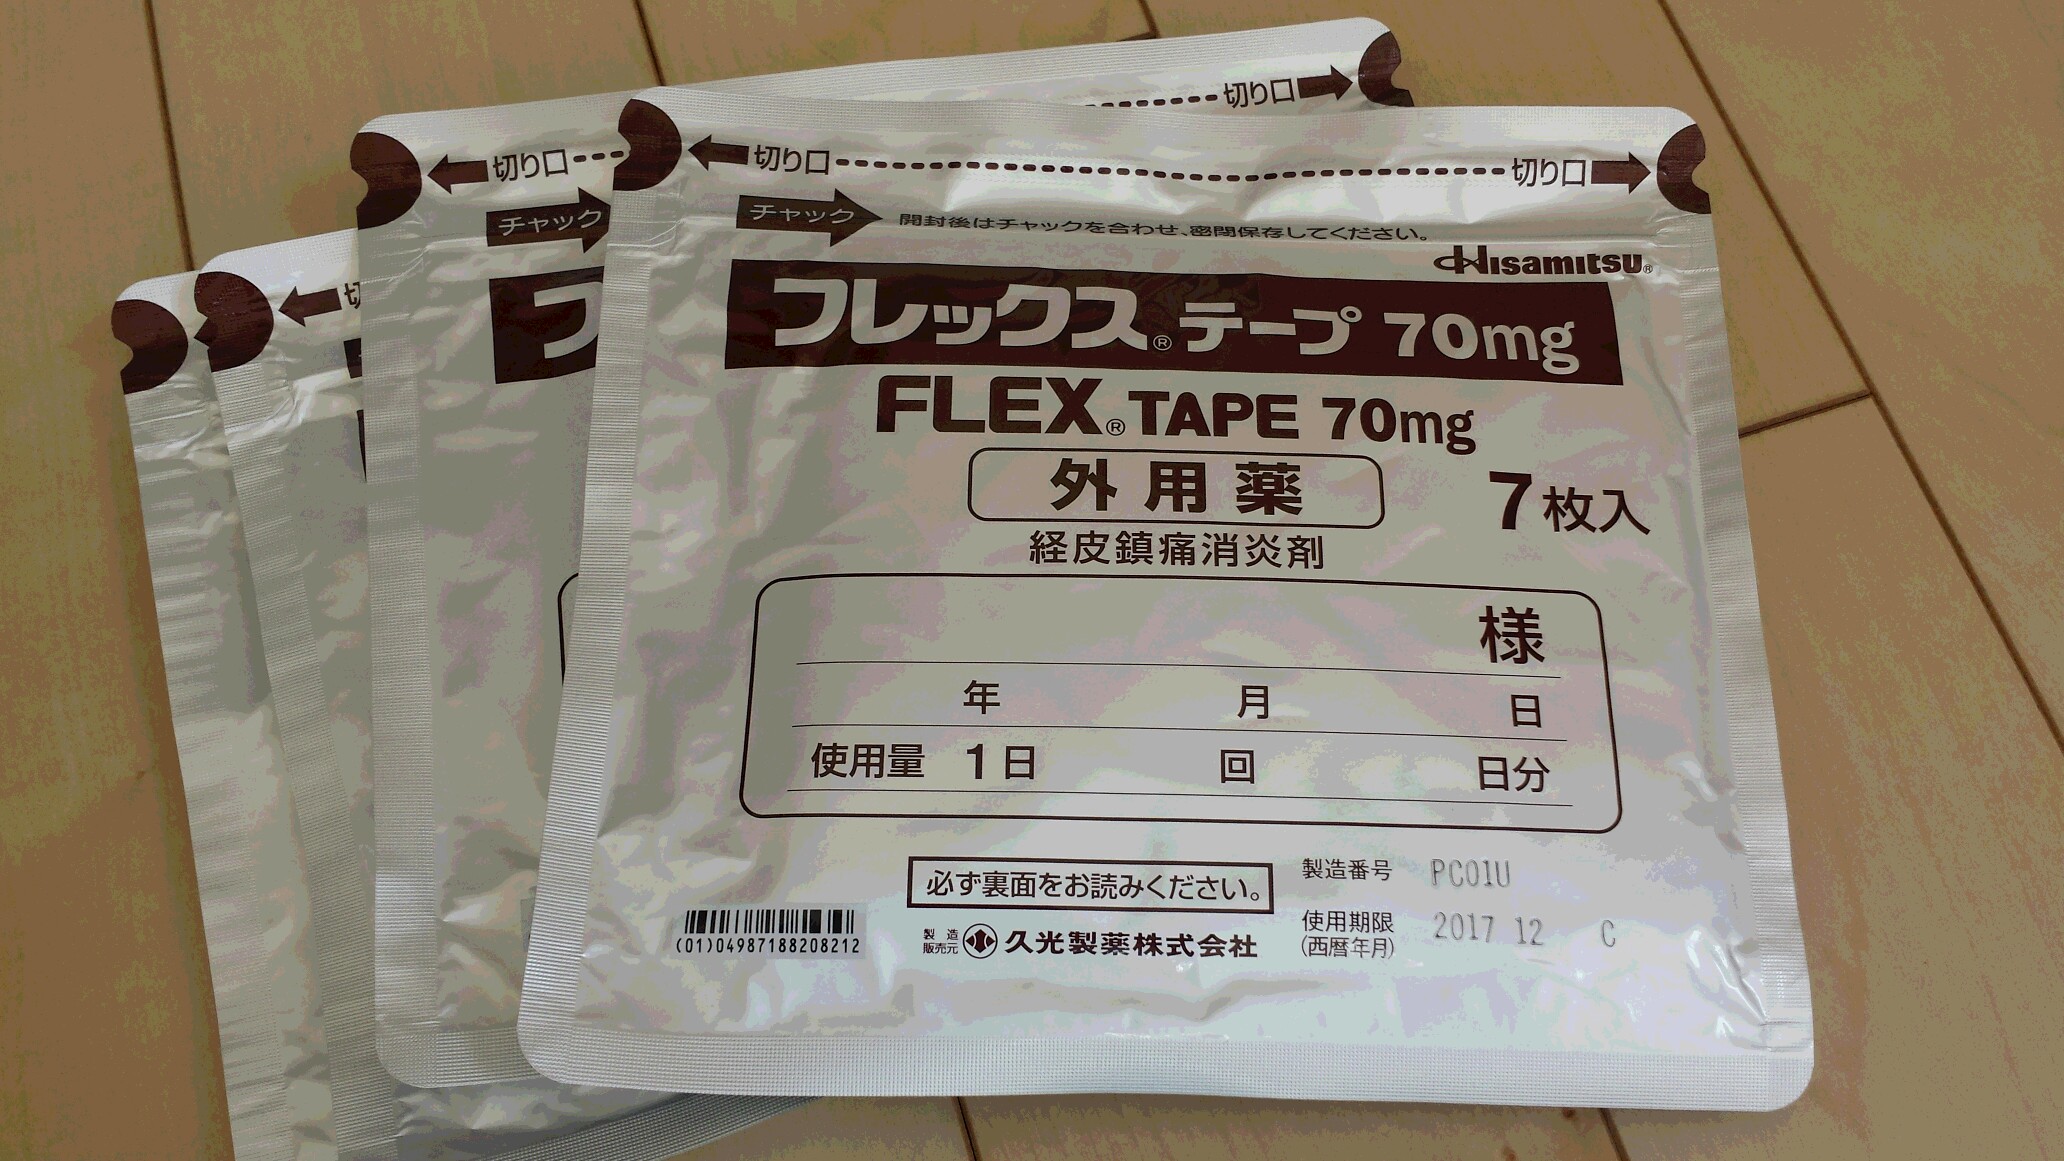 切り口
切り口 切り口
チャック
チャック 開封後はチャックを合わせ、密閉保存してください。
Hisamitsu®
フレックス®テープ 70mg
FLEX® TAPE 70mg
外用薬
7枚入
経皮鎮痛消炎剤
様
年 月 日
使用量 1日 回 日分
必ず裏面をお読みください。
製造番号 PC01U
使用期限 2017 12 C
(西暦年月)
製造
販売元 久光製薬株式会社
(01)04987188208212
切り口
フ